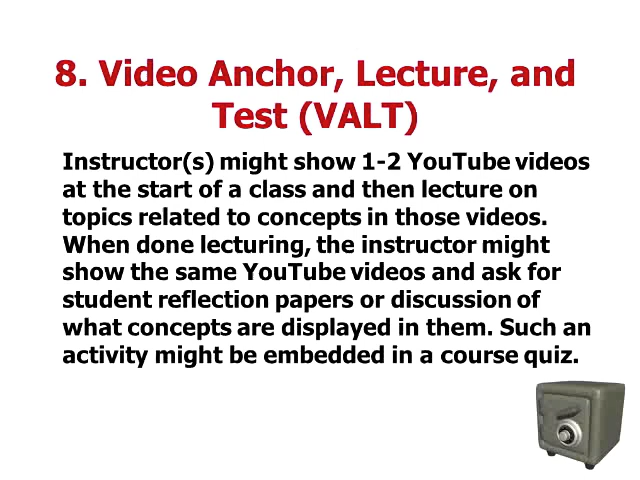 8. Video Anchor, Lecture, and
Test (VALT)
Instructor(s) might show 1-2 YouTube videos
at the start of a class and then lecture on
topics related to concepts in those videos.
When done lecturing, the instructor might
show the same YouTube videos and ask for
student reflection papers or discussion of
what concepts are displayed in them. Such an
activity might be embedded in a course quiz.